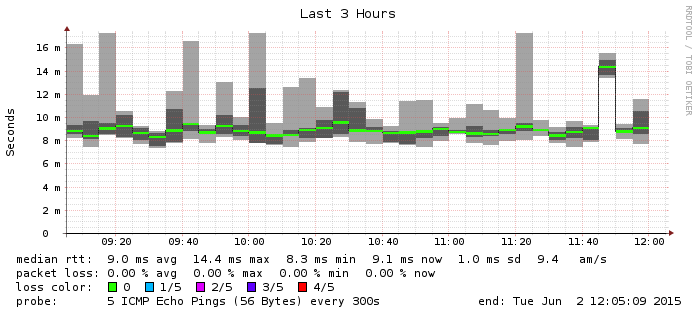 Last 3 Hours
RRDTOOL / TOBI OETIKER
Seconds
16 m
14 m
12 m
10 m
8 m
6 m
4 m
2 m
0
09:20 09:40 10:00 10:20 10:40 11:00 11:20 11:40 12:00
median rtt: 9.0 ms avg 14.4 ms max 8.3 ms min 9.1 ms now 1.0 ms sd 9.4 am/s
packet loss: 0.00 % avg 0.00 % max 0.00 % min 0.00 % now
loss color: 0 1/5 2/5 3/5 4/5
probe: 5 ICMP Echo Pings (56 Bytes) every 300s end: Tue Jun 2 12:05:09 2015